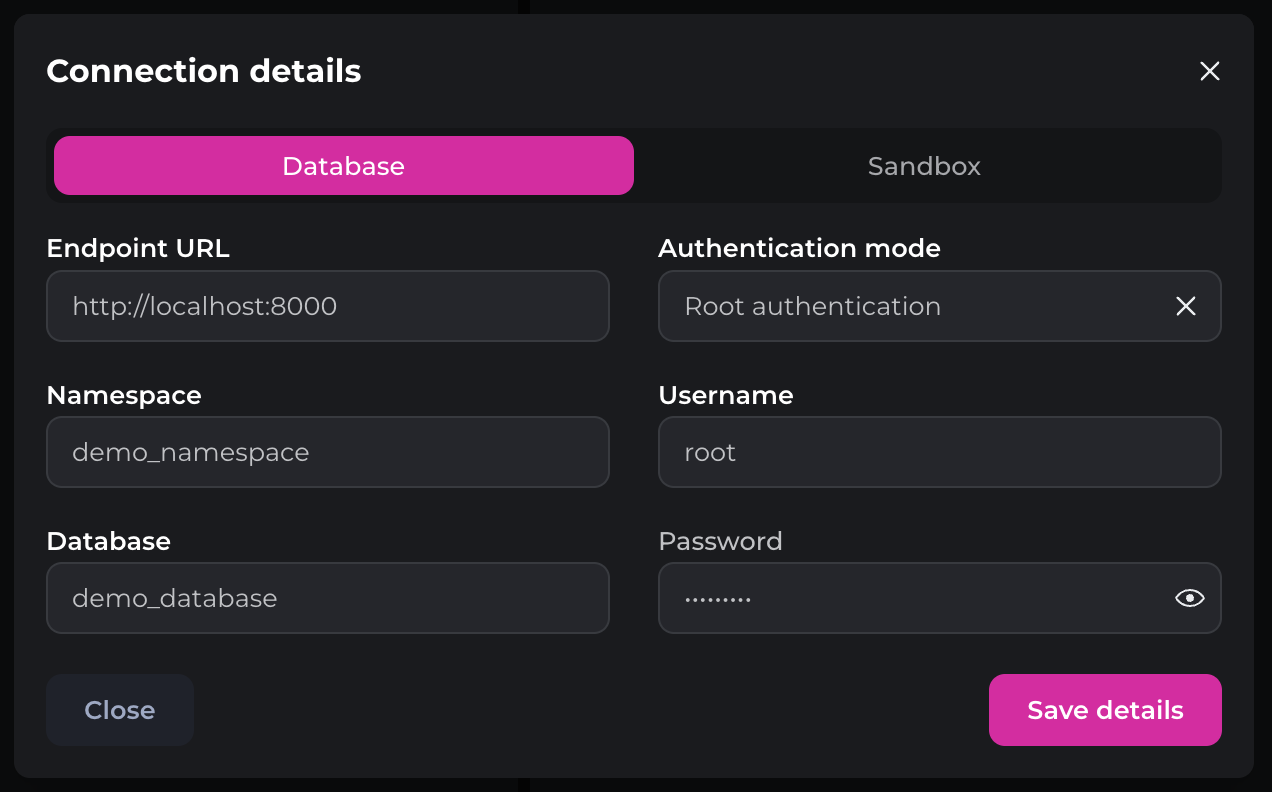 Connection details
Database
Sandbox
Endpoint URL
http://localhost:8000
Authentication mode
Root authentication
Namespace
demo_namespace
Username
root
Database
demo_database
Password
•••••••••
Close
Save details